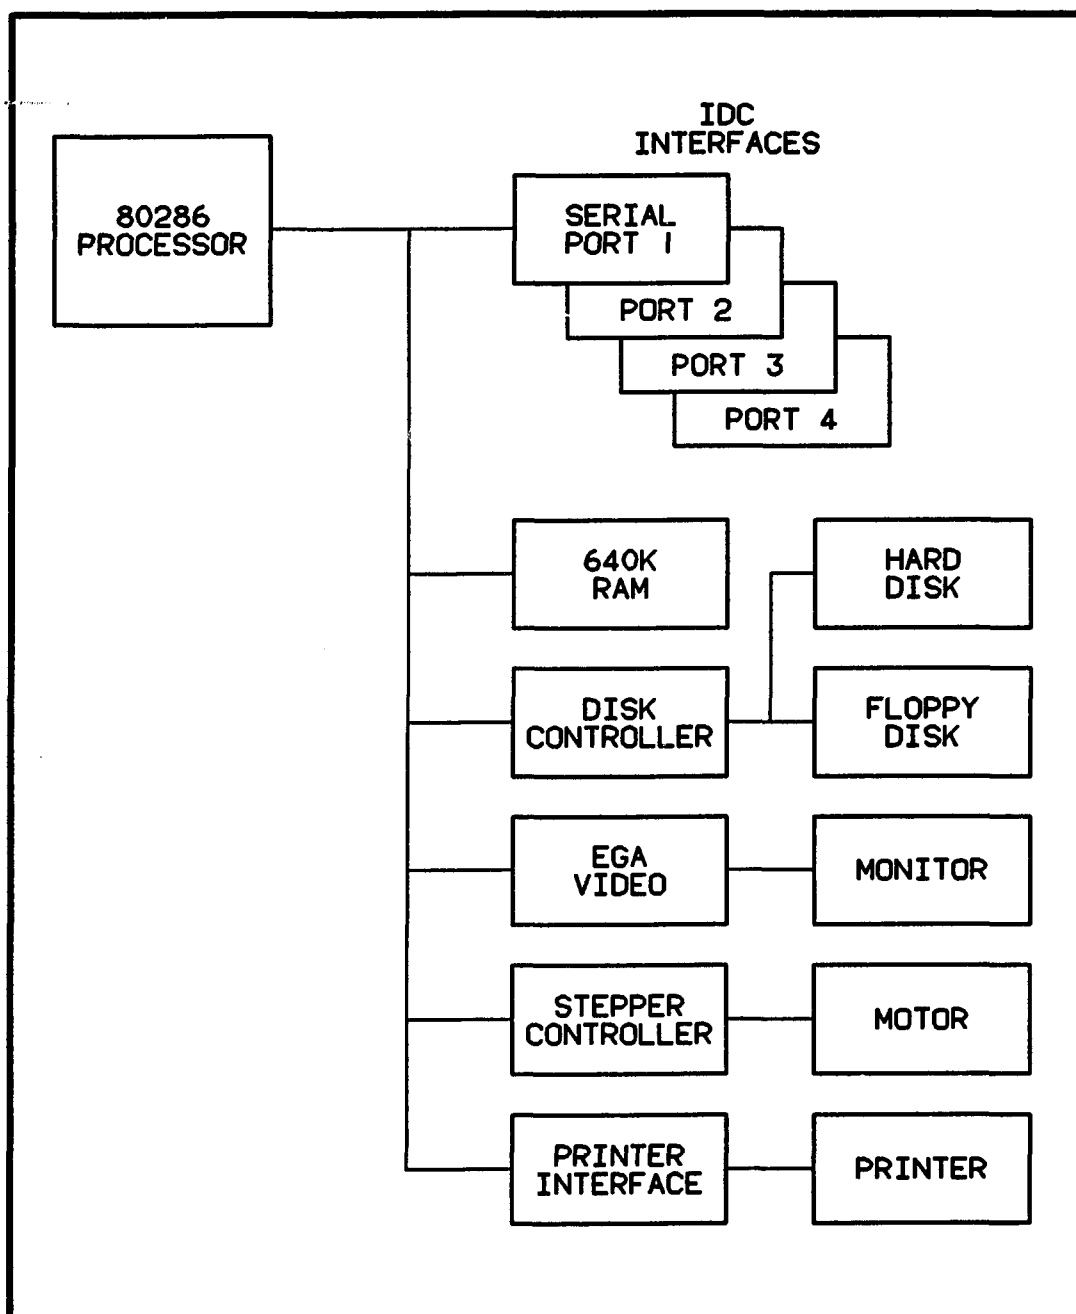 IDC
INTERFACES
80286
PROCESSOR
SERIAL
PORT 1
PORT 2
PORT 3
PORT 4
640K
RAM
HARD
DISK
DISK
CONTROLLER
FLOPPY
DISK
EGA
VIDEO
MONITOR
STEPPER
CONTROLLER
MOTOR
PRINTER
INTERFACE
PRINTER